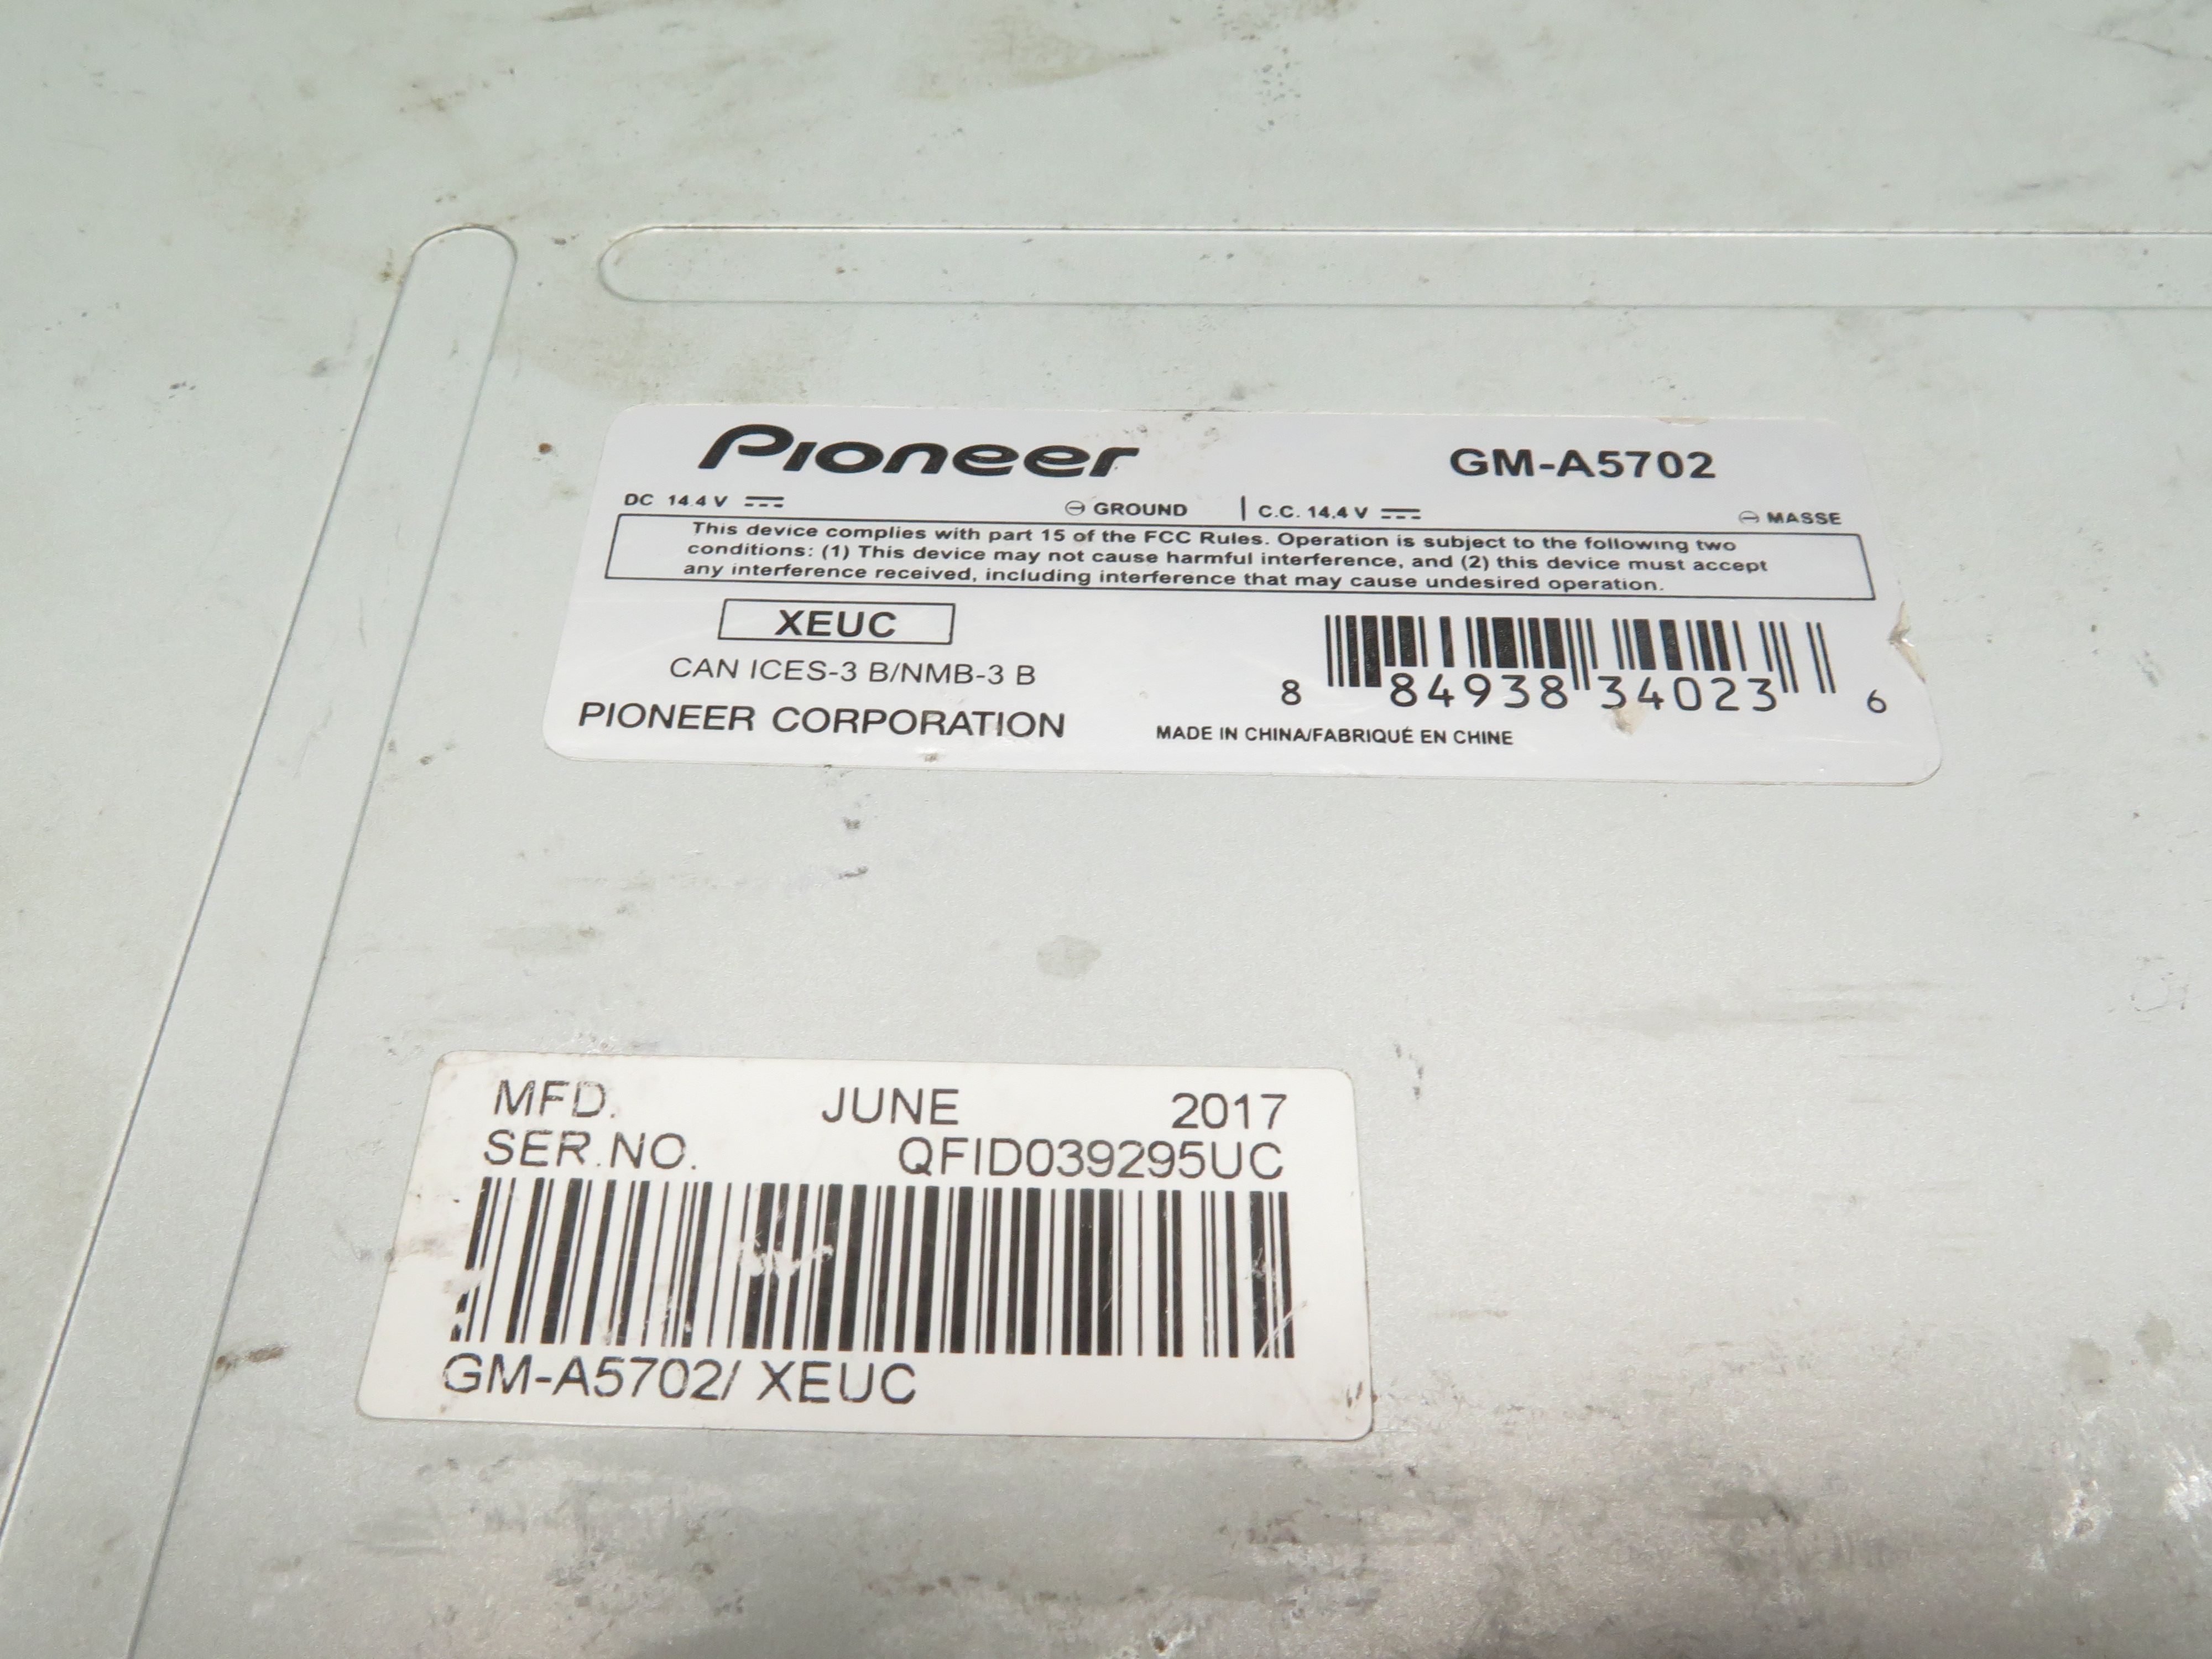 Pioneer GM-A5702
DC 14.4 V ⎓ ⊖ GROUND | C.C. 14.4 V ⎓ ⊖ MASSE
This device complies with part 15 of the FCC Rules. Operation is subject to the following two
conditions: (1) This device may not cause harmful interference, and (2) this device must accept
any interference received, including interference that may cause undesired operation.
XEUC
CAN ICES-3 B/NMB-3 B
8 84938 34023 6
PIONEER CORPORATION
MADE IN CHINA/FABRIQUÉ EN CHINE
MFD. JUNE 2017
SER.NO. QFID039295UC
GM-A5702/ XEUC